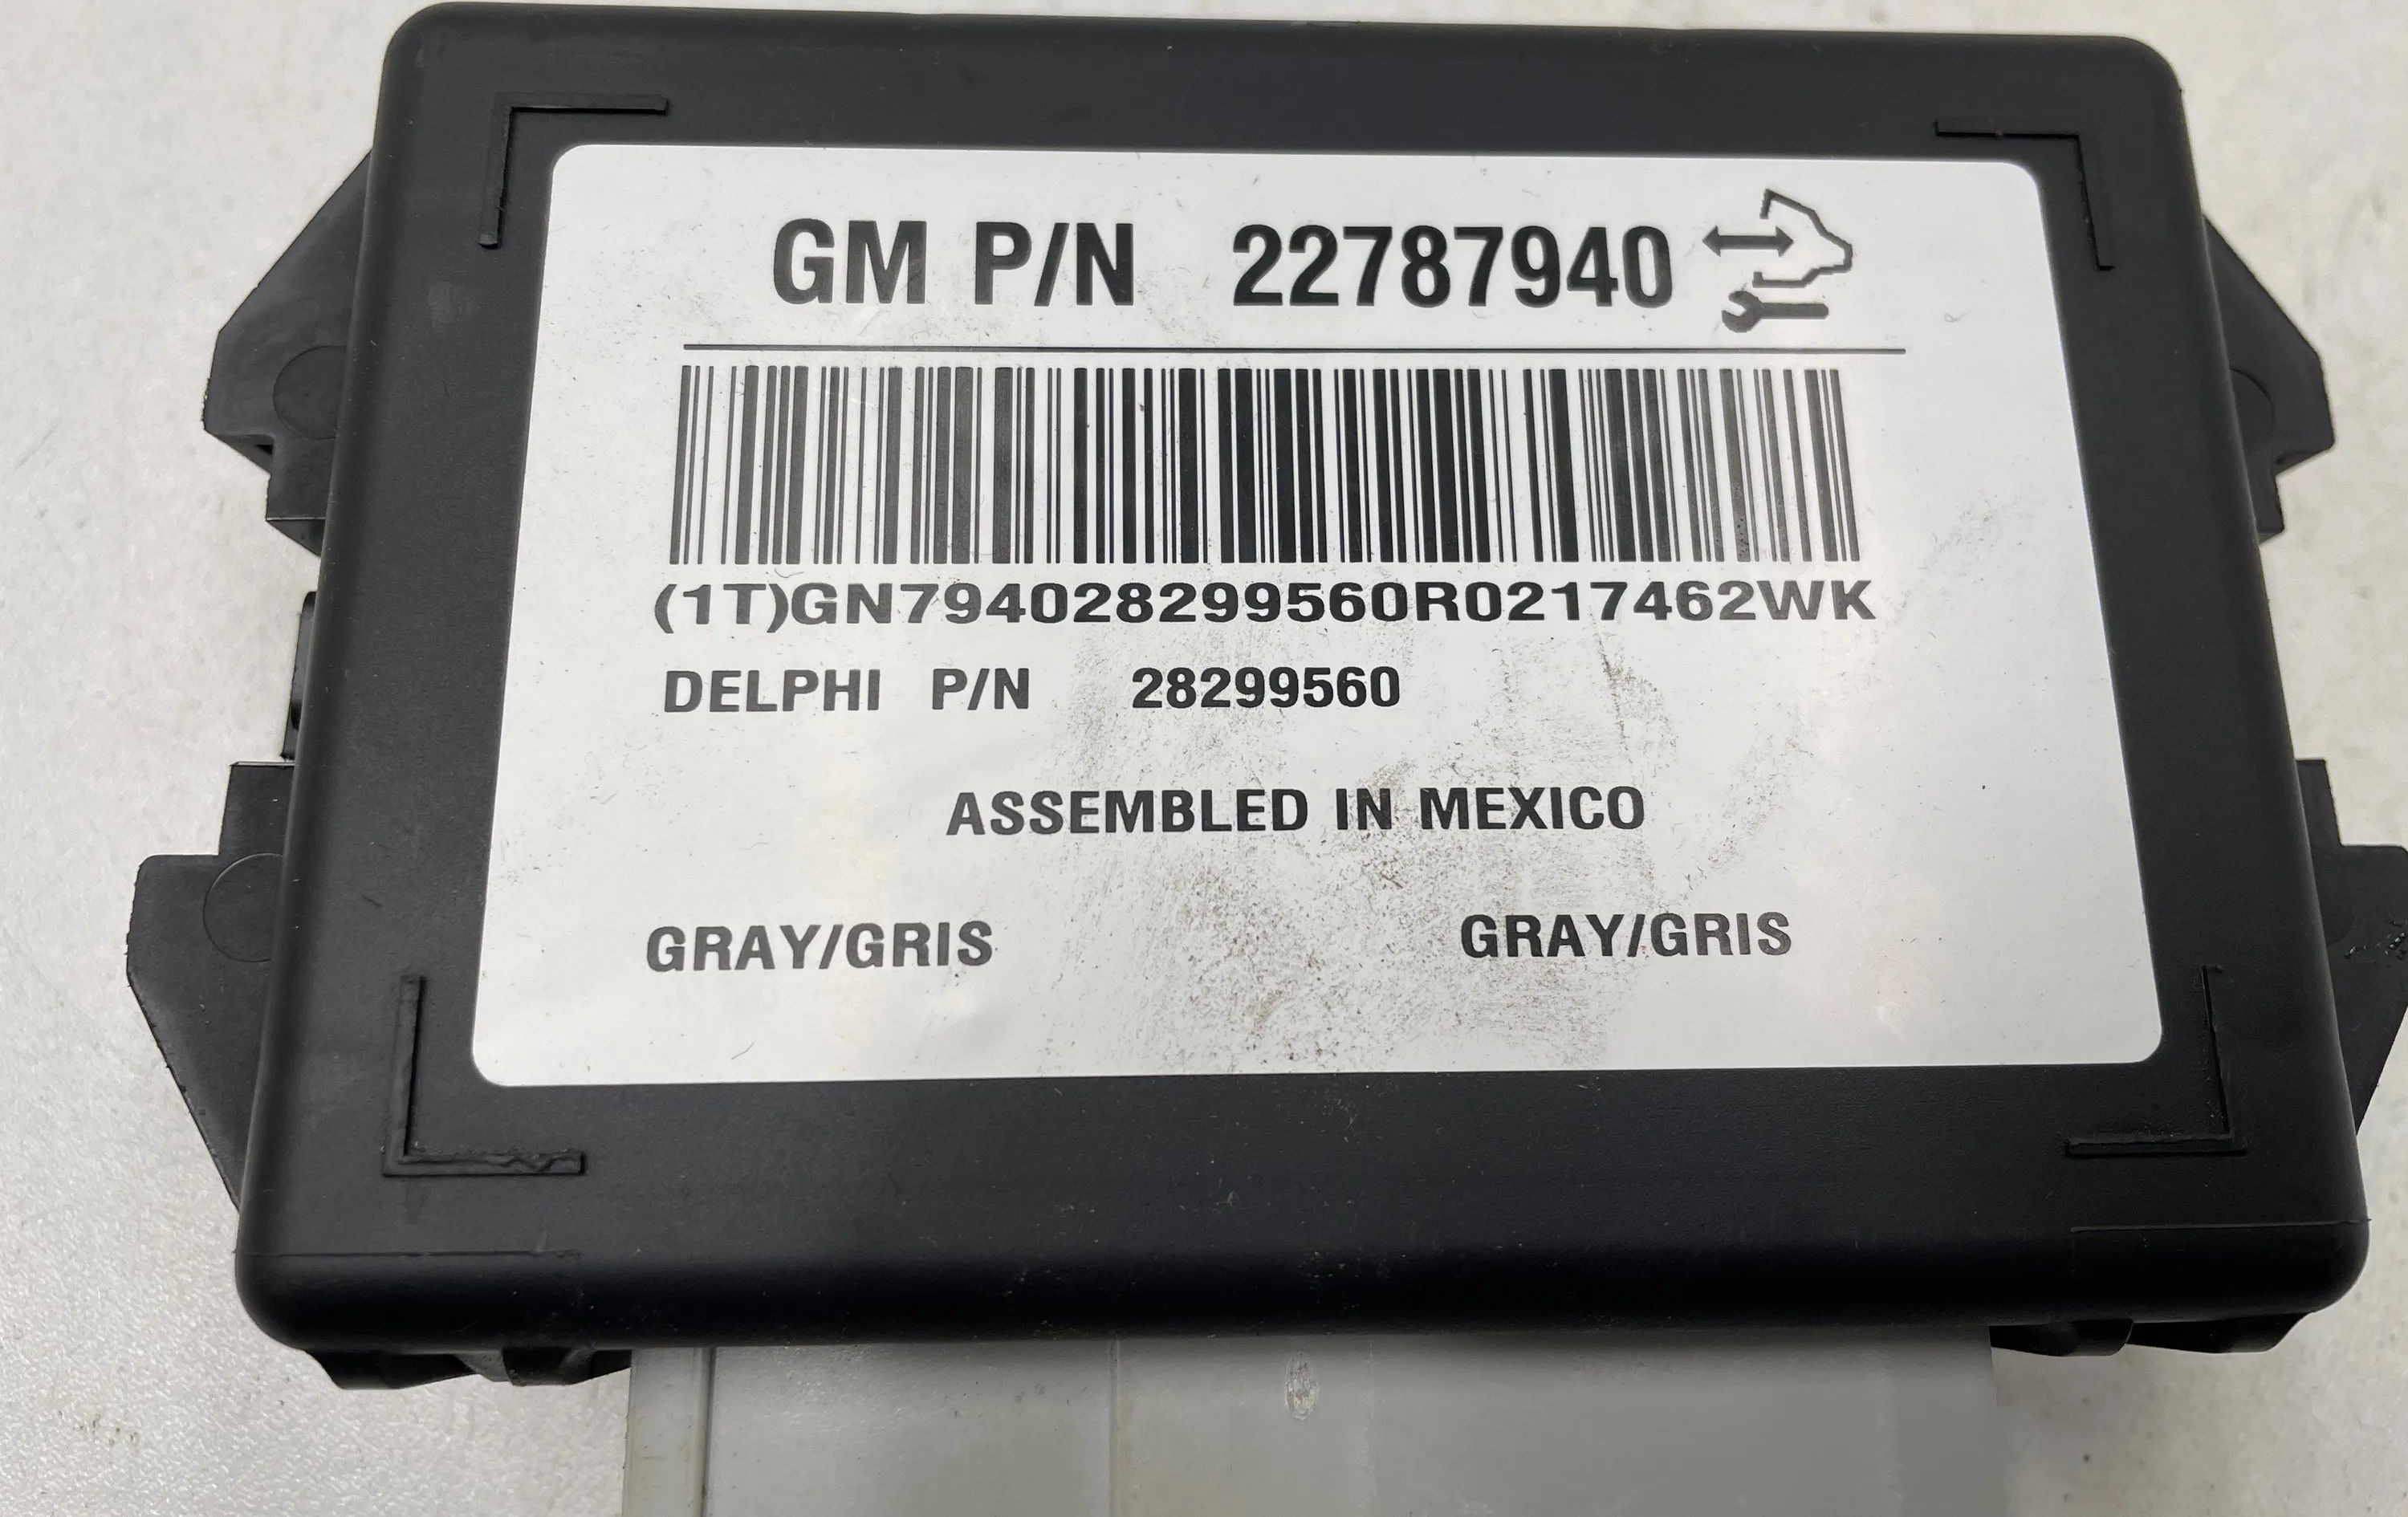 GM P/N 22787940
(1T)GN794028299560R0217462WK
DELPHI P/N 28299560
ASSEMBLED IN MEXICO
GRAY/GRIS GRAY/GRIS